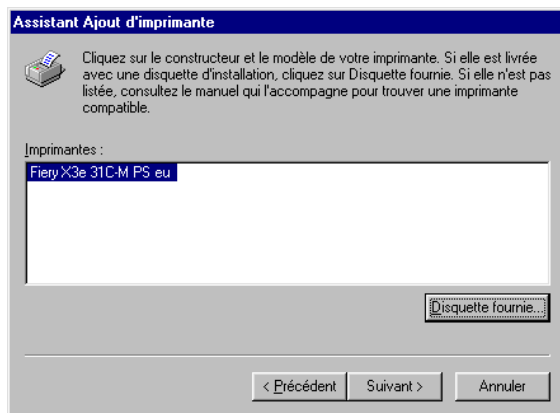 Assistant Ajout d'imprimante
Cliquez sur le constructeur et le modèle de votre imprimante. Si elle est livrée
avec une disquette d'installation, cliquez sur Disquette fournie. Si elle n'est pas
listée, consultez le manuel qui l'accompagne pour trouver une imprimante
compatible.
Imprimantes :
Fiery X3e 31C-M PS eu
Disquette fournie...
< Précédent
Suivant >
Annuler